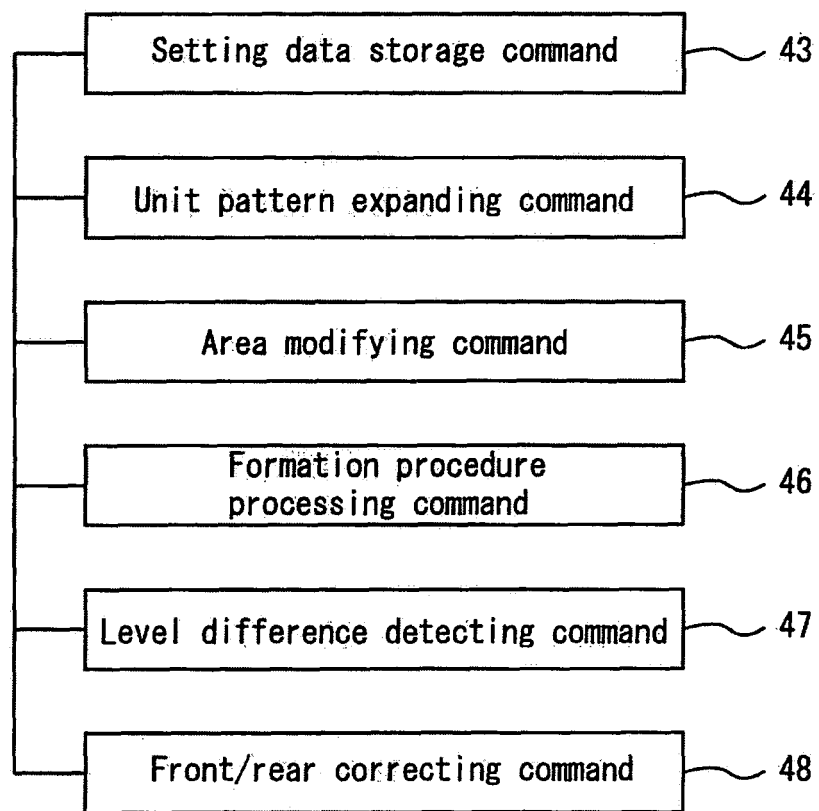 Setting data storage command 43
Unit pattern expanding command 44
Area modifying command 45
Formation procedure
processing command 46
Level difference detecting command 47
Front/rear correcting command 48